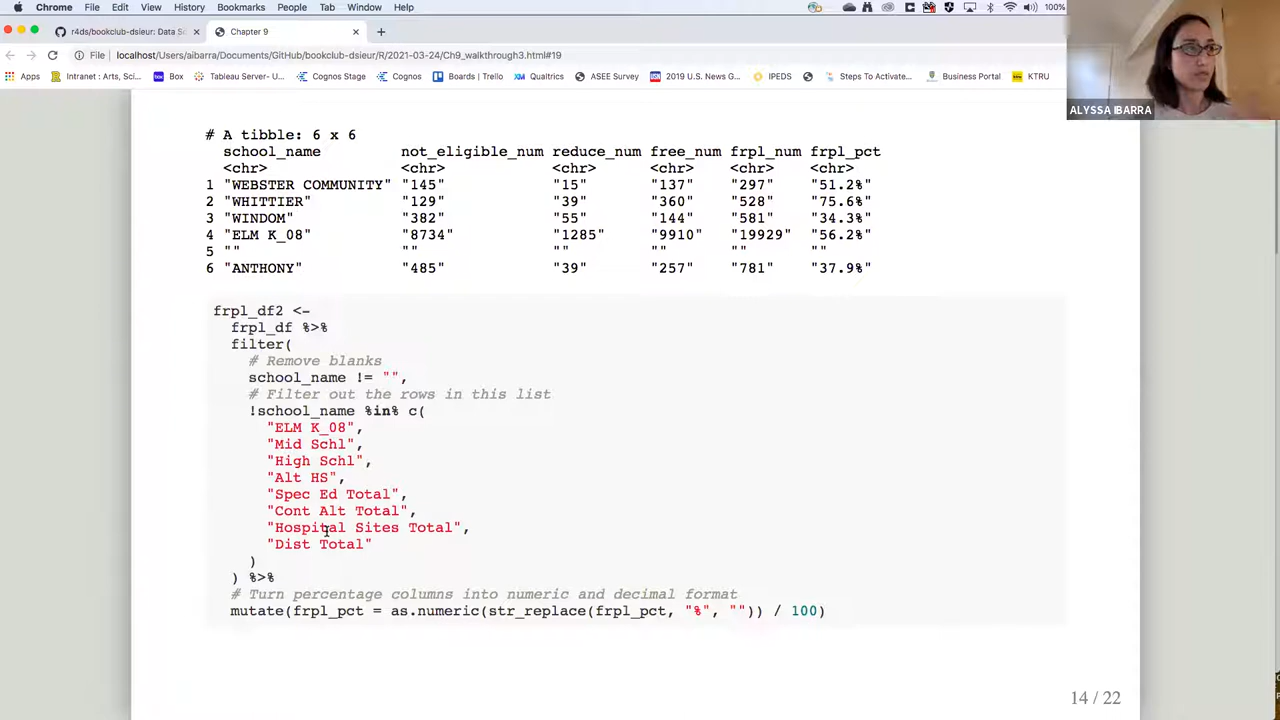 Chrome File Edit View History Bookmarks People Tab Window Help 100%
r4ds/bookclub-dsieur: Data S Chapter 9
File localhost/Users/aibarra/Documents/GitHub/bookclub-dsieur/R/2021-03-24/Ch9_walkthrough3.html#19
Apps Intranet : Arts, Sci... Box Tableau Server- U... Cognos Stage Cognos Boards | Trello Qualtrics ASEE Survey 2019 U.S. News G... IPEDS Steps To Activate... Business Portal KTRU
ALYSSA IBARRA
# A tibble: 6 x 6
school_name not_eligible_num reduce_num free_num frpl_num frpl_pct
<chr> <chr> <chr> <chr> <chr> <chr>
1 "WEBSTER COMMUNITY" "145" "15" "137" "297" "51.2%"
2 "WHITTIER" "129" "39" "360" "528" "75.6%"
3 "WINDOM" "382" "55" "144" "581" "34.3%"
4 "ELM K_08" "8734" "1285" "9910" "19929" "56.2%"
5 "" "" "" "" "" ""
6 "ANTHONY" "485" "39" "257" "781" "37.9%"
frpl_df2 <-
frpl_df %>%
filter(
# Remove blanks
school_name != "",
# Filter out the rows in this list
!school_name %in% c(
"ELM K_08",
"Mid Schl",
"High Schl",
"Alt HS",
"Spec Ed Total",
"Cont Alt Total",
"Hospital Sites Total",
"Dist Total"
)
) %>%
# Turn percentage columns into numeric and decimal format
mutate(frpl_pct = as.numeric(str_replace(frpl_pct, "%", "")) / 100)
14 / 22